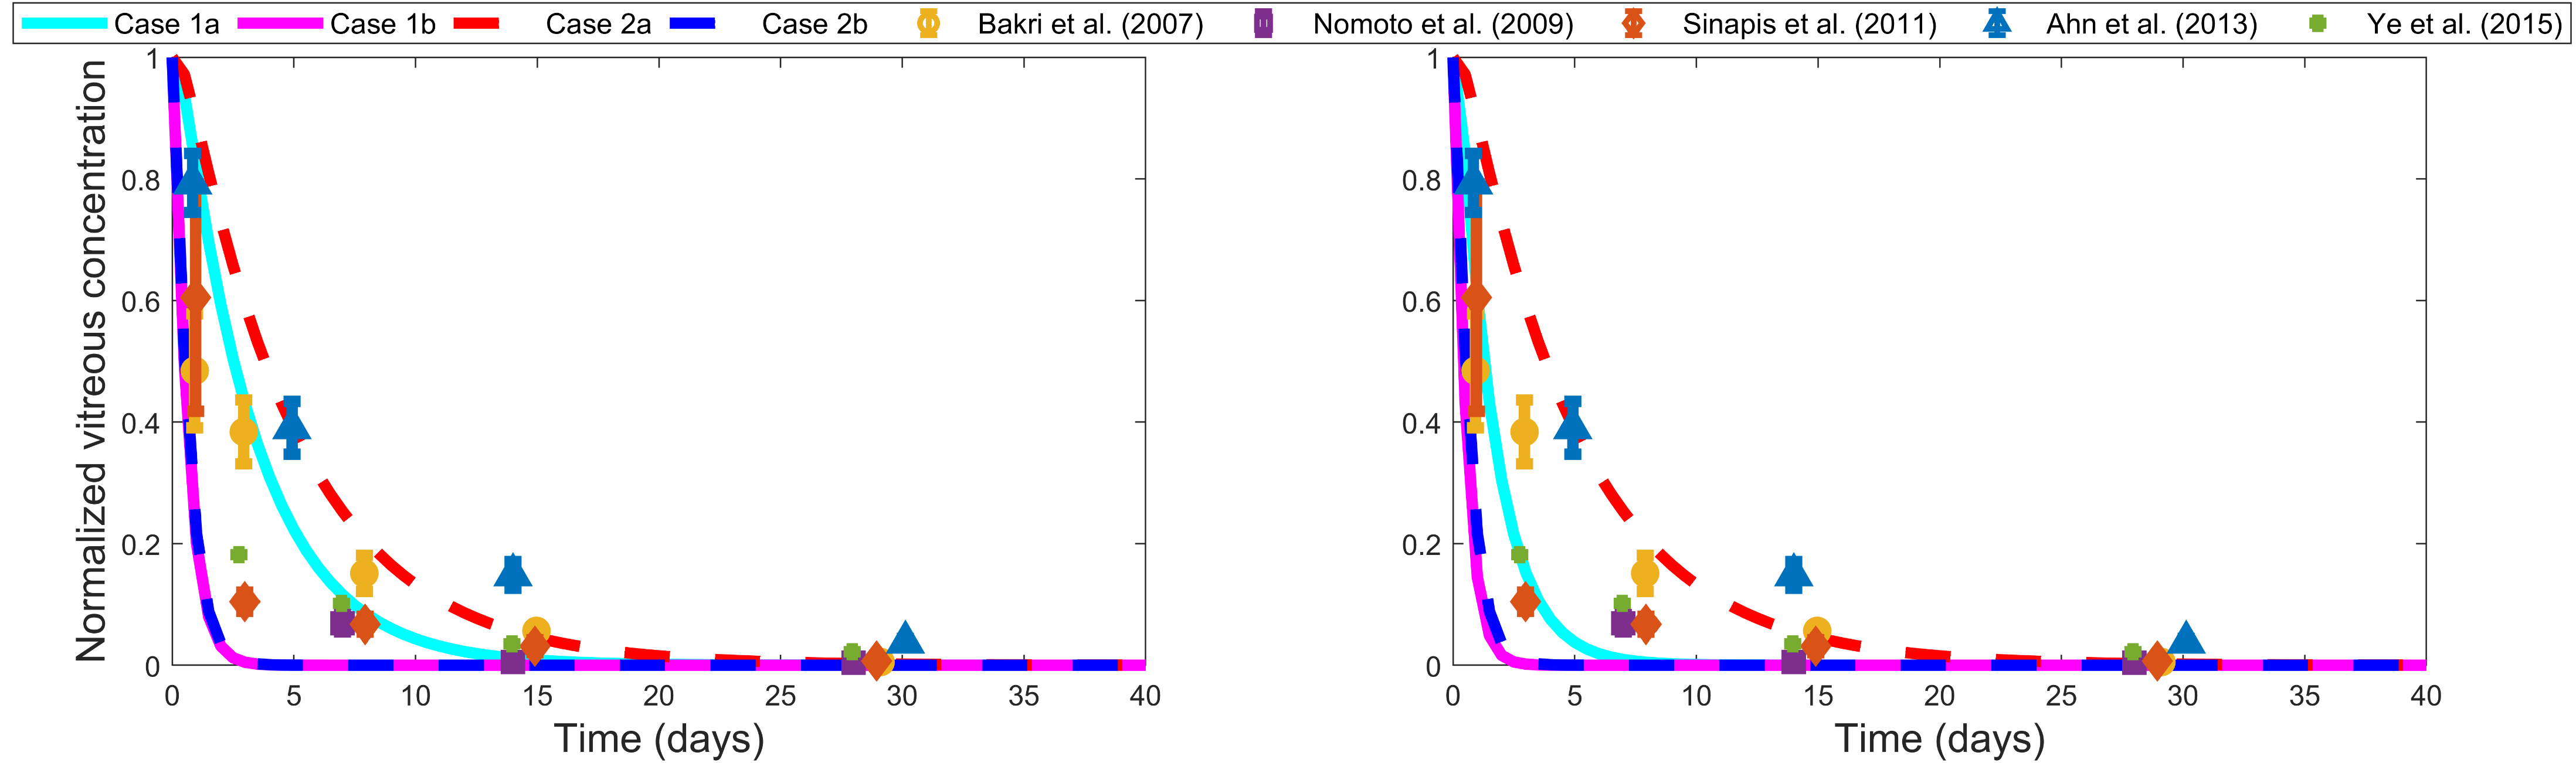 Case 1a Case 1b Case 2a Case 2b Bakri et al. (2007) Nomoto et al. (2009) Sinapis et al. (2011) Ahn et al. (2013) Ye et al. (2015)
Normalized vitreous concentration
1
0.8
0.6
0.4
0.2
0
0 5 10 15 20 25 30 35 40
Time (days)
1
0.8
0.6
0.4
0.2
0
0 5 10 15 20 25 30 35 40
Time (days)